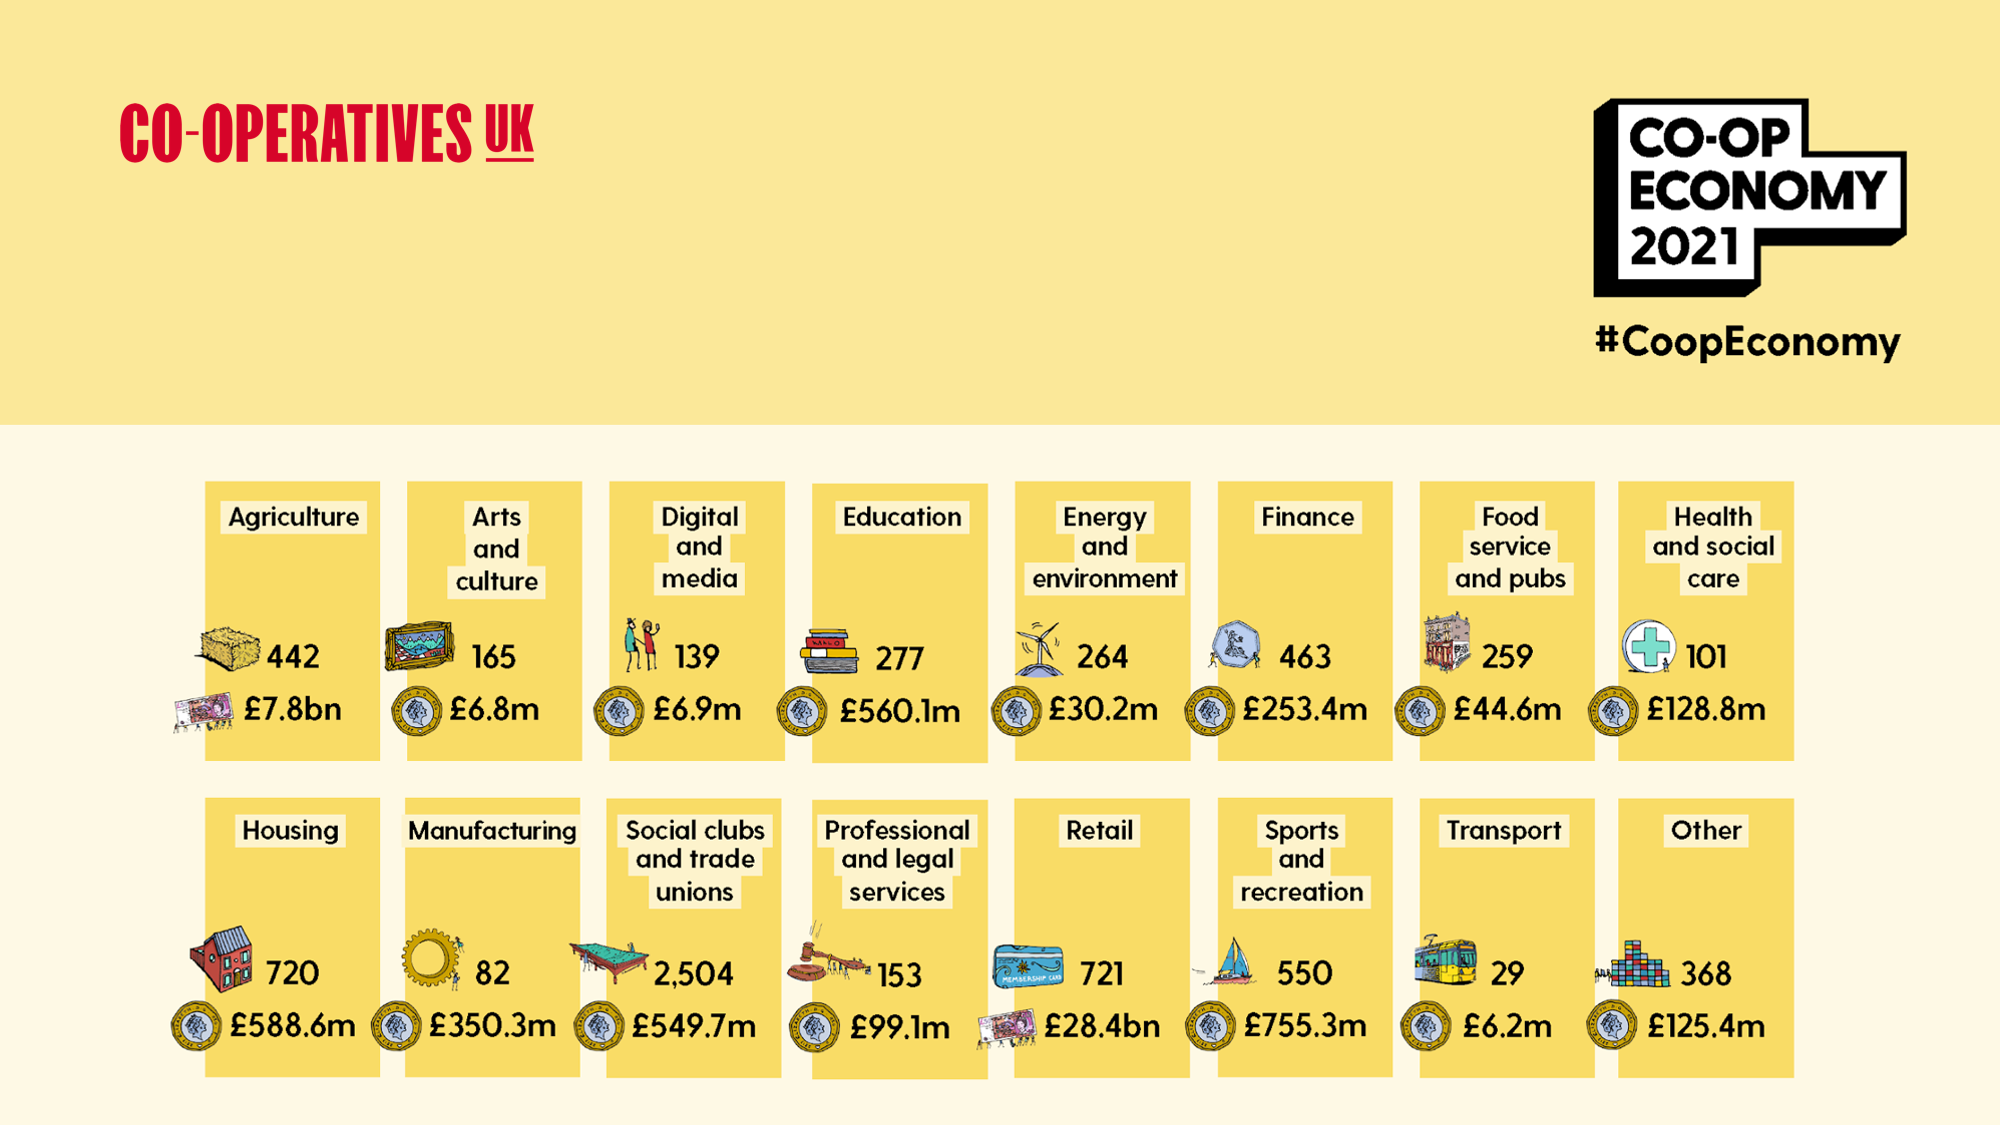 CO-OPERATIVES UK
CO-OP
ECONOMY
2021
#CoopEconomy
Agriculture
442
£7.8bn
Arts
and
culture
165
£6.8m
Digital
and
media
139
£6.9m
Education
277
£560.1m
Energy
and
environment
264
£30.2m
Finance
463
£253.4m
Food
service
and pubs
259
£44.6m
Health
and social
care
101
£128.8m
Housing
720
£588.6m
Manufacturing
82
£350.3m
Social clubs
and trade
unions
2,504
£549.7m
Professional
and legal
services
153
£99.1m
Retail
MEMBERSHIP CARD
721
£28.4bn
Sports
and
recreation
550
£755.3m
Transport
29
£6.2m
Other
368
£125.4m